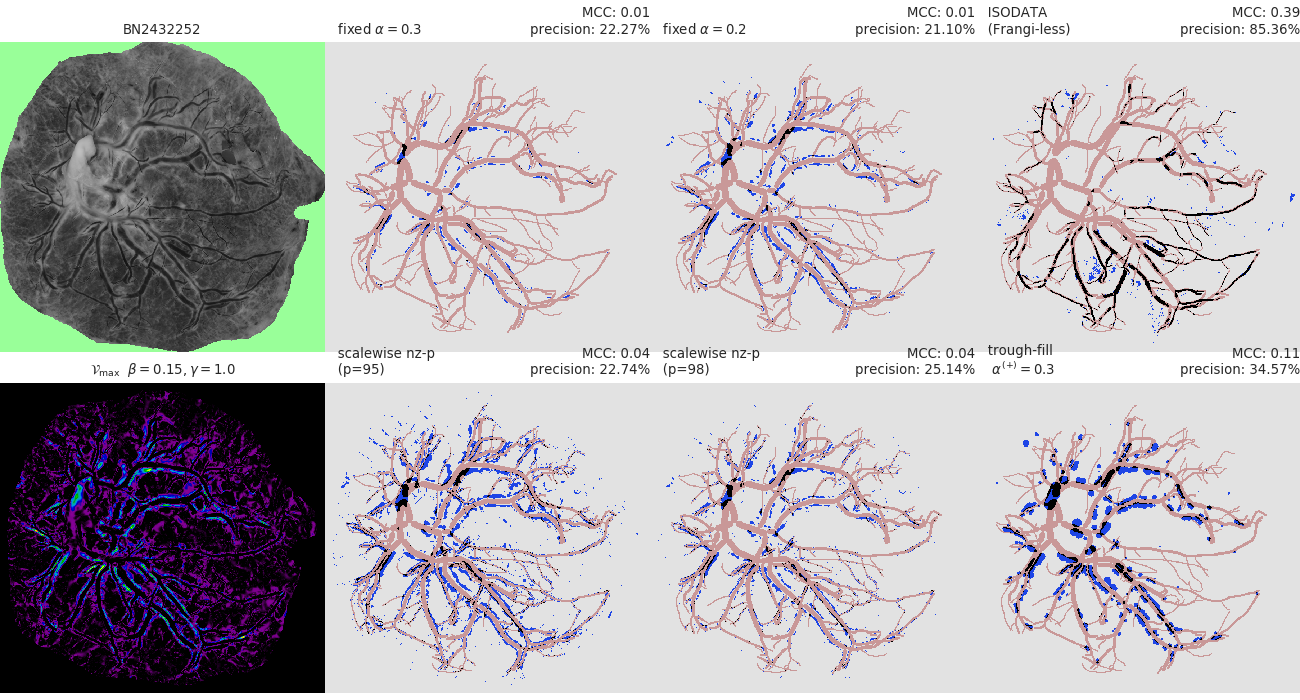 BN2432252
fixed α = 0.3
MCC: 0.01
precision: 22.27%
fixed α = 0.2
MCC: 0.01
precision: 21.10%
ISODATA
(Frangi-less)
MCC: 0.39
precision: 85.36%
𝒱max β = 0.15, γ = 1.0
scalewise nz-p
(p=95)
MCC: 0.04
precision: 22.74%
scalewise nz-p
(p=98)
MCC: 0.04
precision: 25.14%
trough-fill
α(+) = 0.3
MCC: 0.11
precision: 34.57%